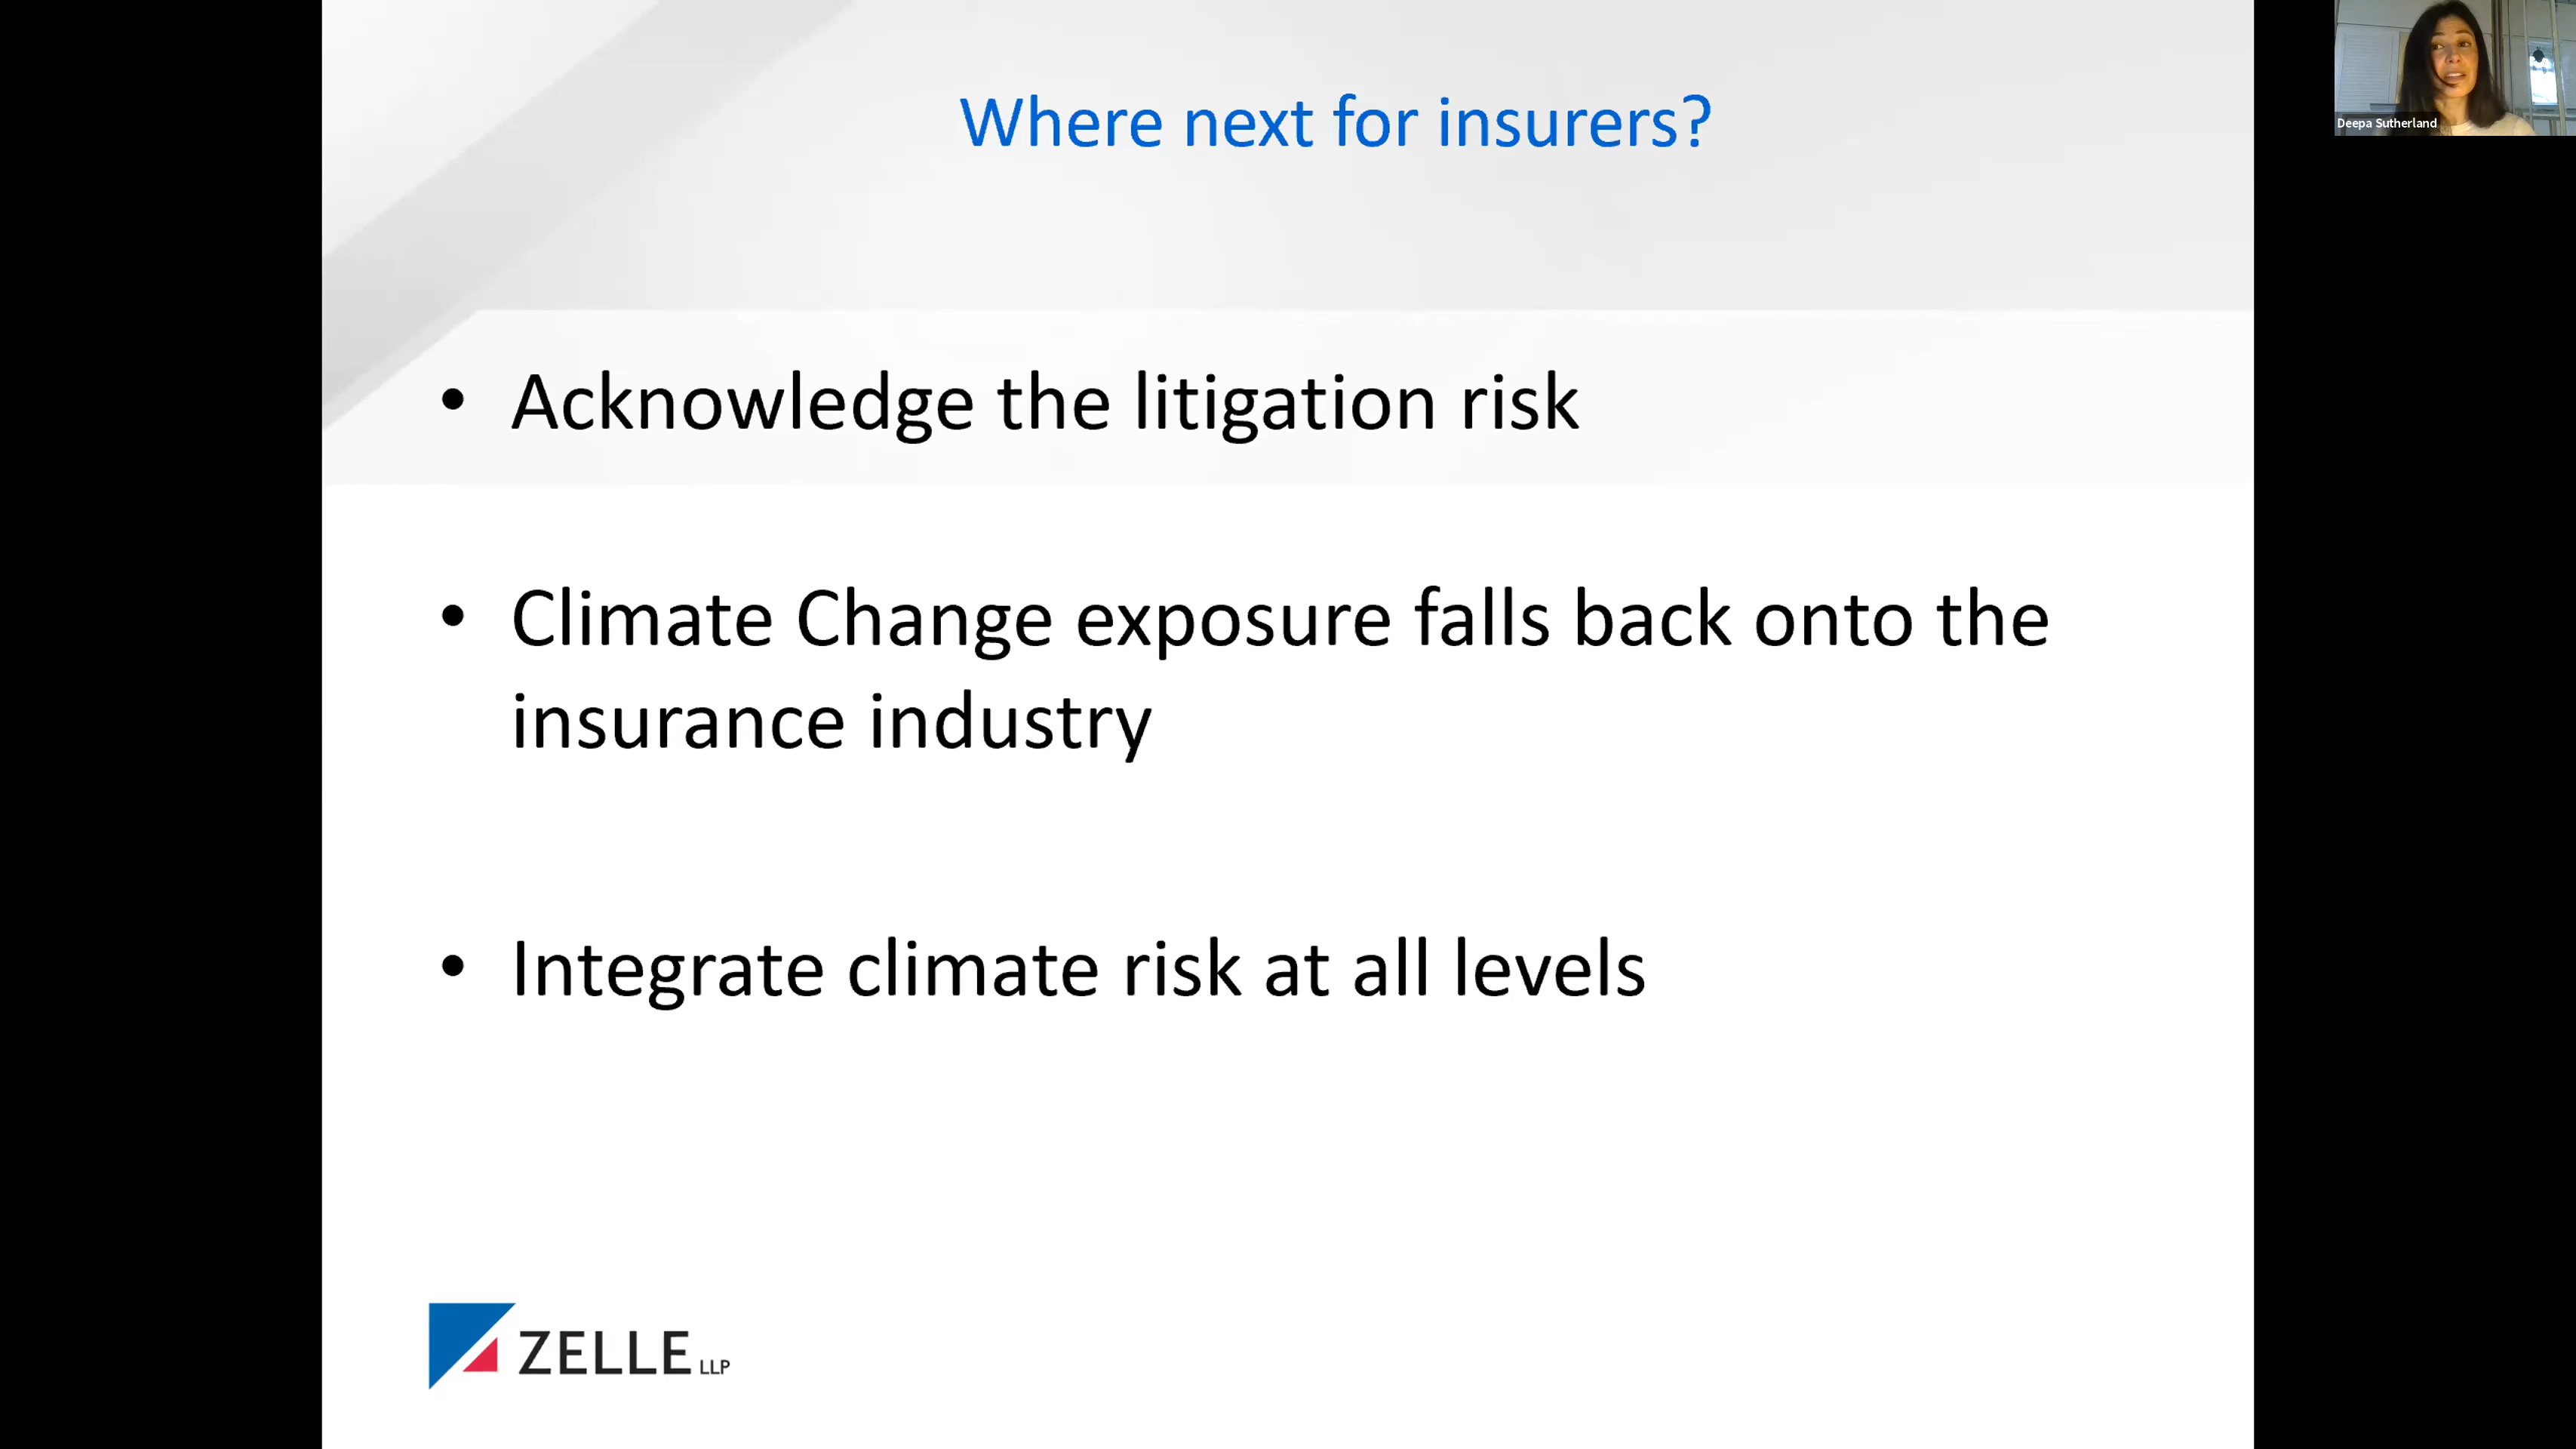 Where next for insurers?
Deepa Sutherland
• Acknowledge the litigation risk
• Climate Change exposure falls back onto the
insurance industry
• Integrate climate risk at all levels
ZELLE LLP